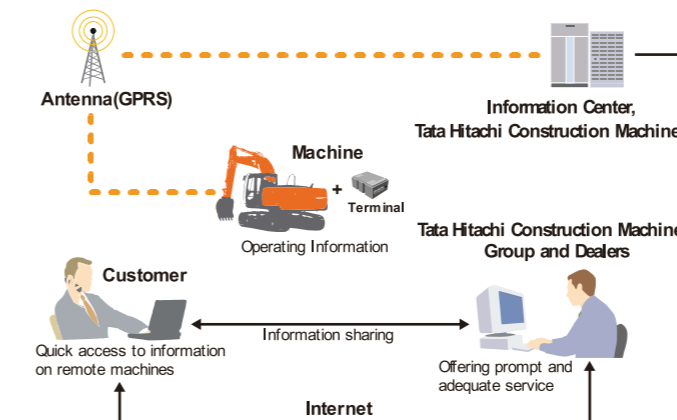 Antenna(GPRS)
Information Center,
Tata Hitachi Construction Machine
Machine
+
Terminal
Operating Information
Tata Hitachi Construction Machine
Group and Dealers
Customer
Information sharing
Quick access to information
on remote machines
Offering prompt and
adequate service
Internet